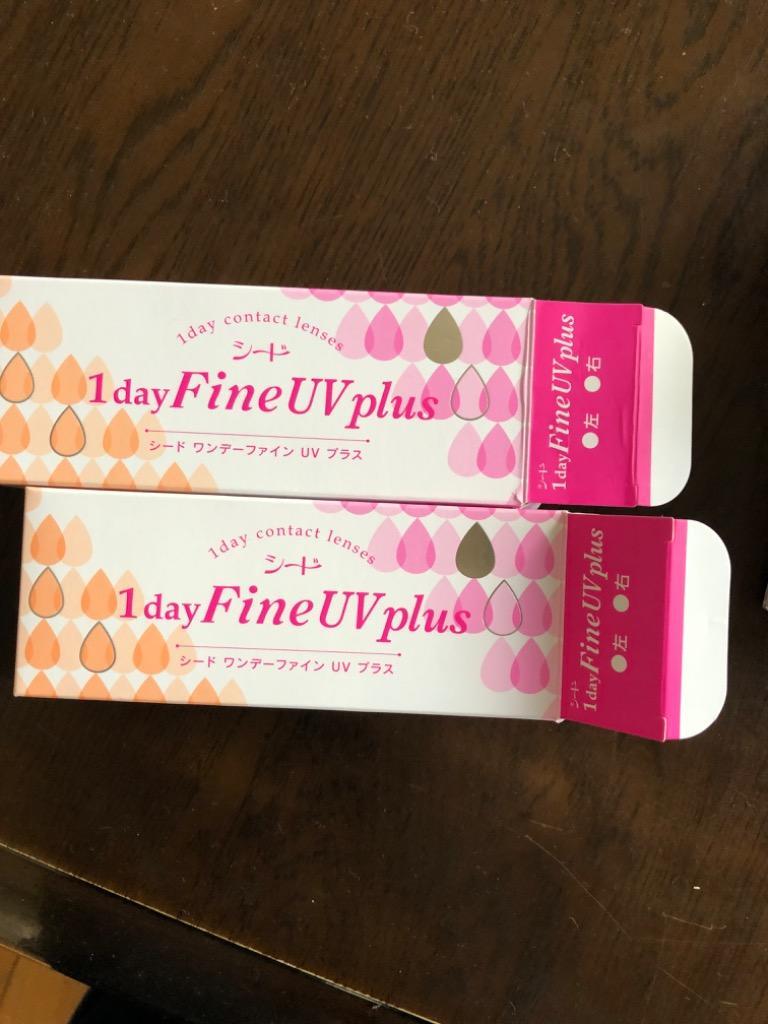 1day contact lenses
シード
1day Fine UV plus
シード ワンデーファイン UV プラス
シード
1day Fine UV plus
●左 ●右
1day contact lenses
シード
1day Fine UV plus
シード ワンデーファイン UV プラス
シード
1day Fine UV plus
●左 ●右